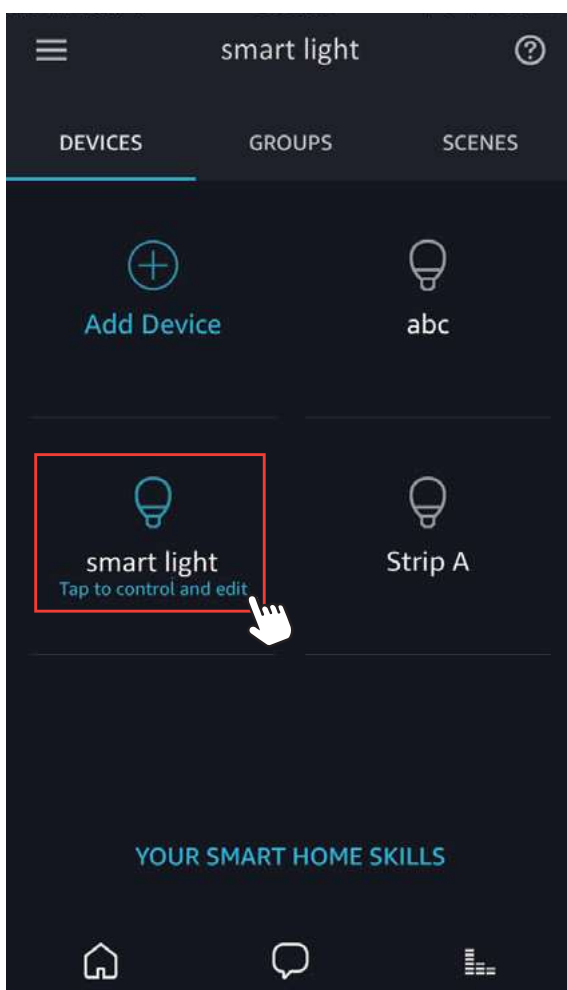 smart light
DEVICES GROUPS SCENES
Add Device
abc
smart light
Tap to control and edit
Strip A
YOUR SMART HOME SKILLS